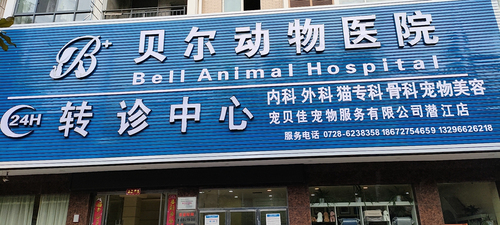 B+ 贝尔动物医院
Bell Animal Hospital
24H 转诊中心
内科 外科 猫专科 骨科 宠物美容
宠贝佳宠物服务有限公司潜江店
服务电话 0728-6238358 18672754659 13296626218